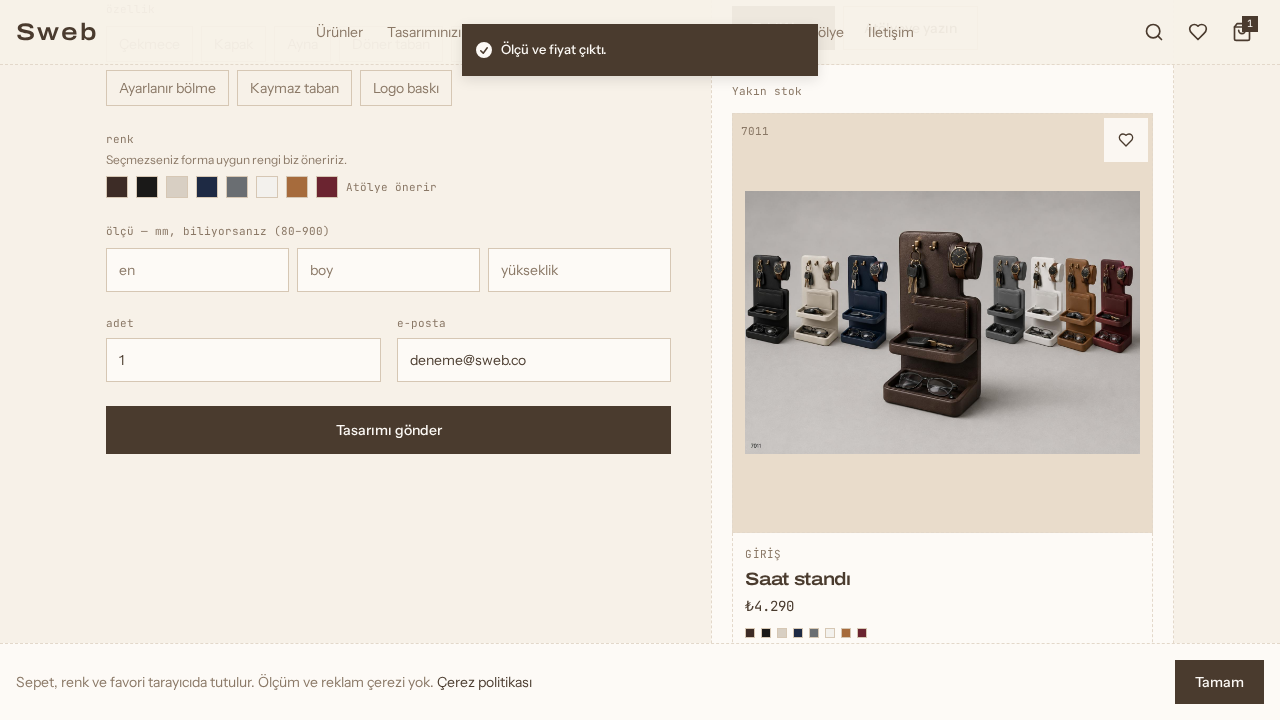 Sweb
Ürünler
Tasarımınızı
ölye
İletişim
1
Ölçü ve fiyat çıktı.
yazın
Ayarlanır bölme
Kaymaz taban
Logo baskı
renk
Seçmezseniz forma uygun rengi biz öneririz.
Atölye önerir
ölçü — mm, biliyorsanız (80–900)
en
boy
yükseklik
adet
e-posta
1
deneme@sweb.co
Tasarımı gönder
Yakın stok
7011
7011
GİRİŞ
Saat standı
₺4.290
Sepet, renk ve favori tarayıcıda tutulur. Ölçüm ve reklam çerezi yok. Çerez politikası
Tamam